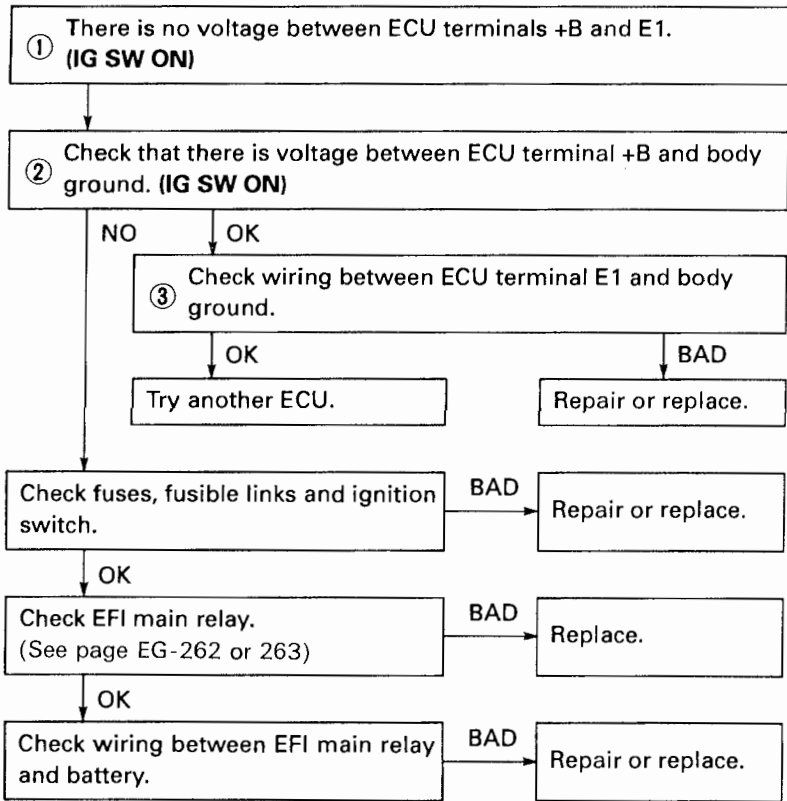 ① There is no voltage between ECU terminals +B and E1.
(IG SW ON)
② Check that there is voltage between ECU terminal +B and body
ground. (IG SW ON)
NO
OK
③ Check wiring between ECU terminal E1 and body
ground.
OK
BAD
Try another ECU.
Repair or replace.
Check fuses, fusible links and ignition
switch.
BAD
Repair or replace.
OK
Check EFI main relay.
(See page EG-262 or 263)
BAD
Replace.
OK
Check wiring between EFI main relay
and battery.
BAD
Repair or replace.